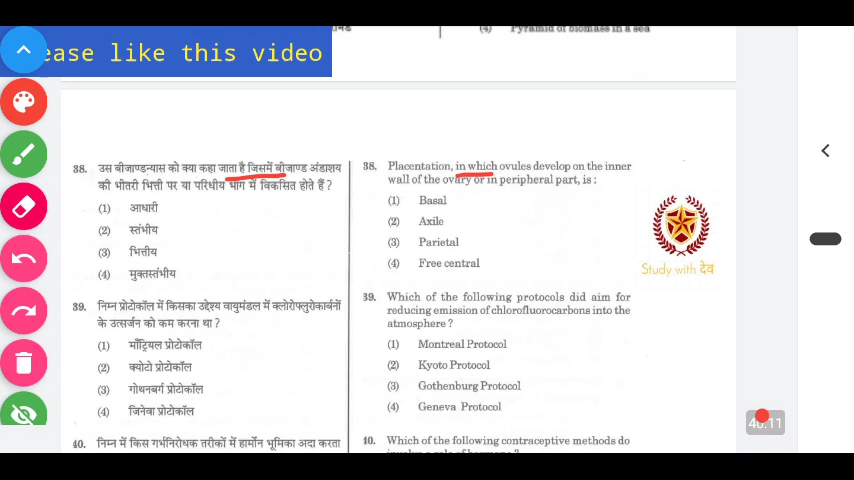 ease like this video
(4) Pyramid of biomass in a sea
38. उस बीजाण्डन्यास को क्या कहा जाता है जिसमें बीजाण्ड अंडाशय
की भीतरी भित्ती पर या परिधीय भाग में विकसित होते हैं ?
(1) आधारी
(2) स्तंभीय
(3) भित्तीय
(4) मुक्तस्तंभीय
39. निम्न प्रोटोकॉल में किसका उद्देश्य वायुमंडल में क्लोरोफ्लुरोकार्बनों
के उत्सर्जन को कम करना था ?
(1) माँट्रियल प्रोटोकॉल
(2) क्योटो प्रोटोकॉल
(3) गोथनबर्ग प्रोटोकॉल
(4) जिनेवा प्रोटोकॉल
40. निम्न में किस गर्भनिरोधक तरीकों में हार्मोन भूमिका अदा करता
38. Placentation, in which ovules develop on the inner
wall of the ovary or in peripheral part, is :
(1) Basal
(2) Axile
(3) Parietal
(4) Free central
39. Which of the following protocols did aim for
reducing emission of chlorofluorocarbons into the
atmosphere ?
(1) Montreal Protocol
(2) Kyoto Protocol
(3) Gothenburg Protocol
(4) Geneva Protocol
40. Which of the following contraceptive methods do
involve a role of hormone ?
Study with देव